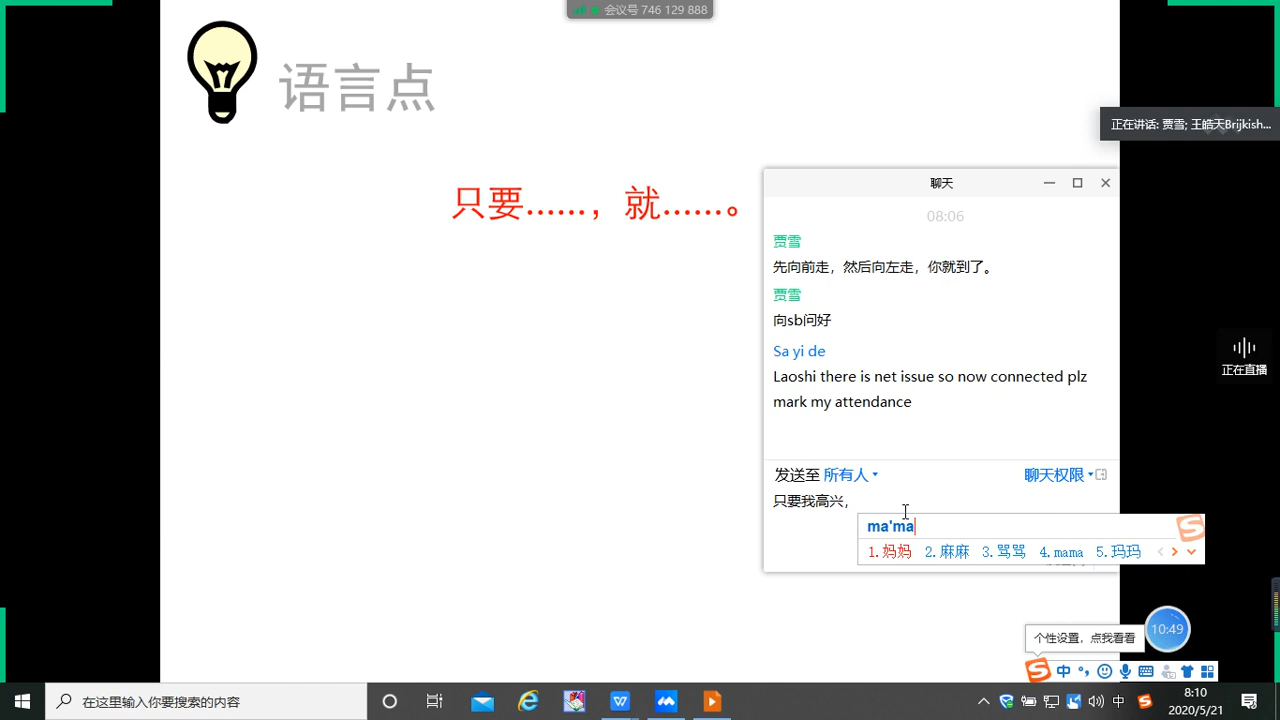 会议号 746 129 888
语言点
正在讲话: 贾雪; 王皓天Brijkish...
只要……，就……。
聊天
08:06
贾雪
先向前走，然后向左走，你就到了。
贾雪
向sb问好
Sa yi de
Laoshi there is net issue so now connected plz
mark my attendance
正在直播
发送至 所有人
聊天权限
只要我高兴，
ma'ma
1.妈妈 2.麻麻 3.骂骂 4.mama 5.玛玛
10:49
个性设置，点我看看
中
在这里输入你要搜索的内容
中
8:10
2020/5/21